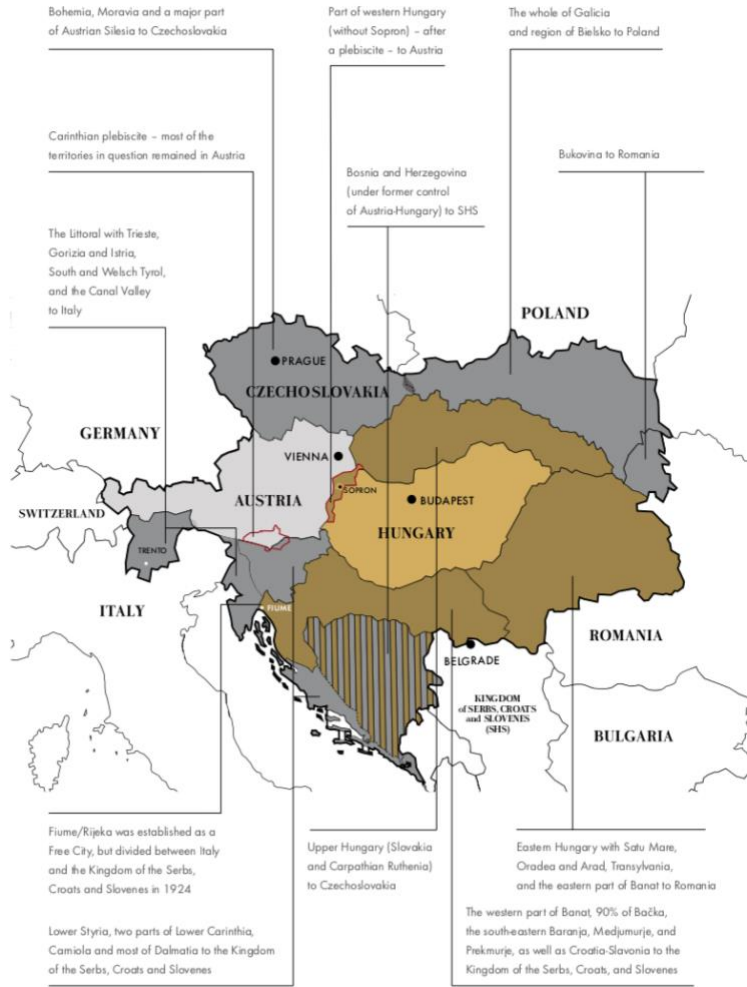 Bohemia, Moravia and a major part
of Austrian Silesia to Czechoslovakia
Part of western Hungary
(without Sopron) – after
a plebiscite – to Austria
The whole of Galicia
and region of Bielsko to Poland
Carinthian plebiscite – most of the
territories in question remained in Austria
Bosnia and Herzegovina
(under former control
of Austria-Hungary) to SHS
Bukovina to Romania
The Littoral with Trieste,
Gorizia and Istria,
South and Welsch Tyrol,
and the Canal Valley
to Italy
POLAND
PRAGUE
CZECHOSLOVAKIA
GERMANY
VIENNA
SOPRON
AUSTRIA
BUDAPEST
SWITZERLAND
HUNGARY
TRENTO
ITALY
FIUME
ROMANIA
BELGRADE
KINGDOM
of SERBS, CROATS
and SLOVENES
(SHS)
BULGARIA
Fiume/Rijeka was established as a
Free City, but divided between Italy
and the Kingdom of the Serbs,
Croats and Slovenes in 1924
Upper Hungary (Slovakia
and Carpathian Ruthenia)
to Czechoslovakia
Eastern Hungary with Satu Mare,
Oradea and Arad, Transylvania,
and the eastern part of Banat to Romania
Lower Styria, two parts of Lower Carinthia,
Carniola and most of Dalmatia to the Kingdom
of the Serbs, Croats and Slovenes
The western part of Banat, 90% of Bačka,
the south-eastern Baranja, Medjumurje, and
Prekmurje, as well as Croatia-Slavonia to the
Kingdom of the Serbs, Croats, and Slovenes